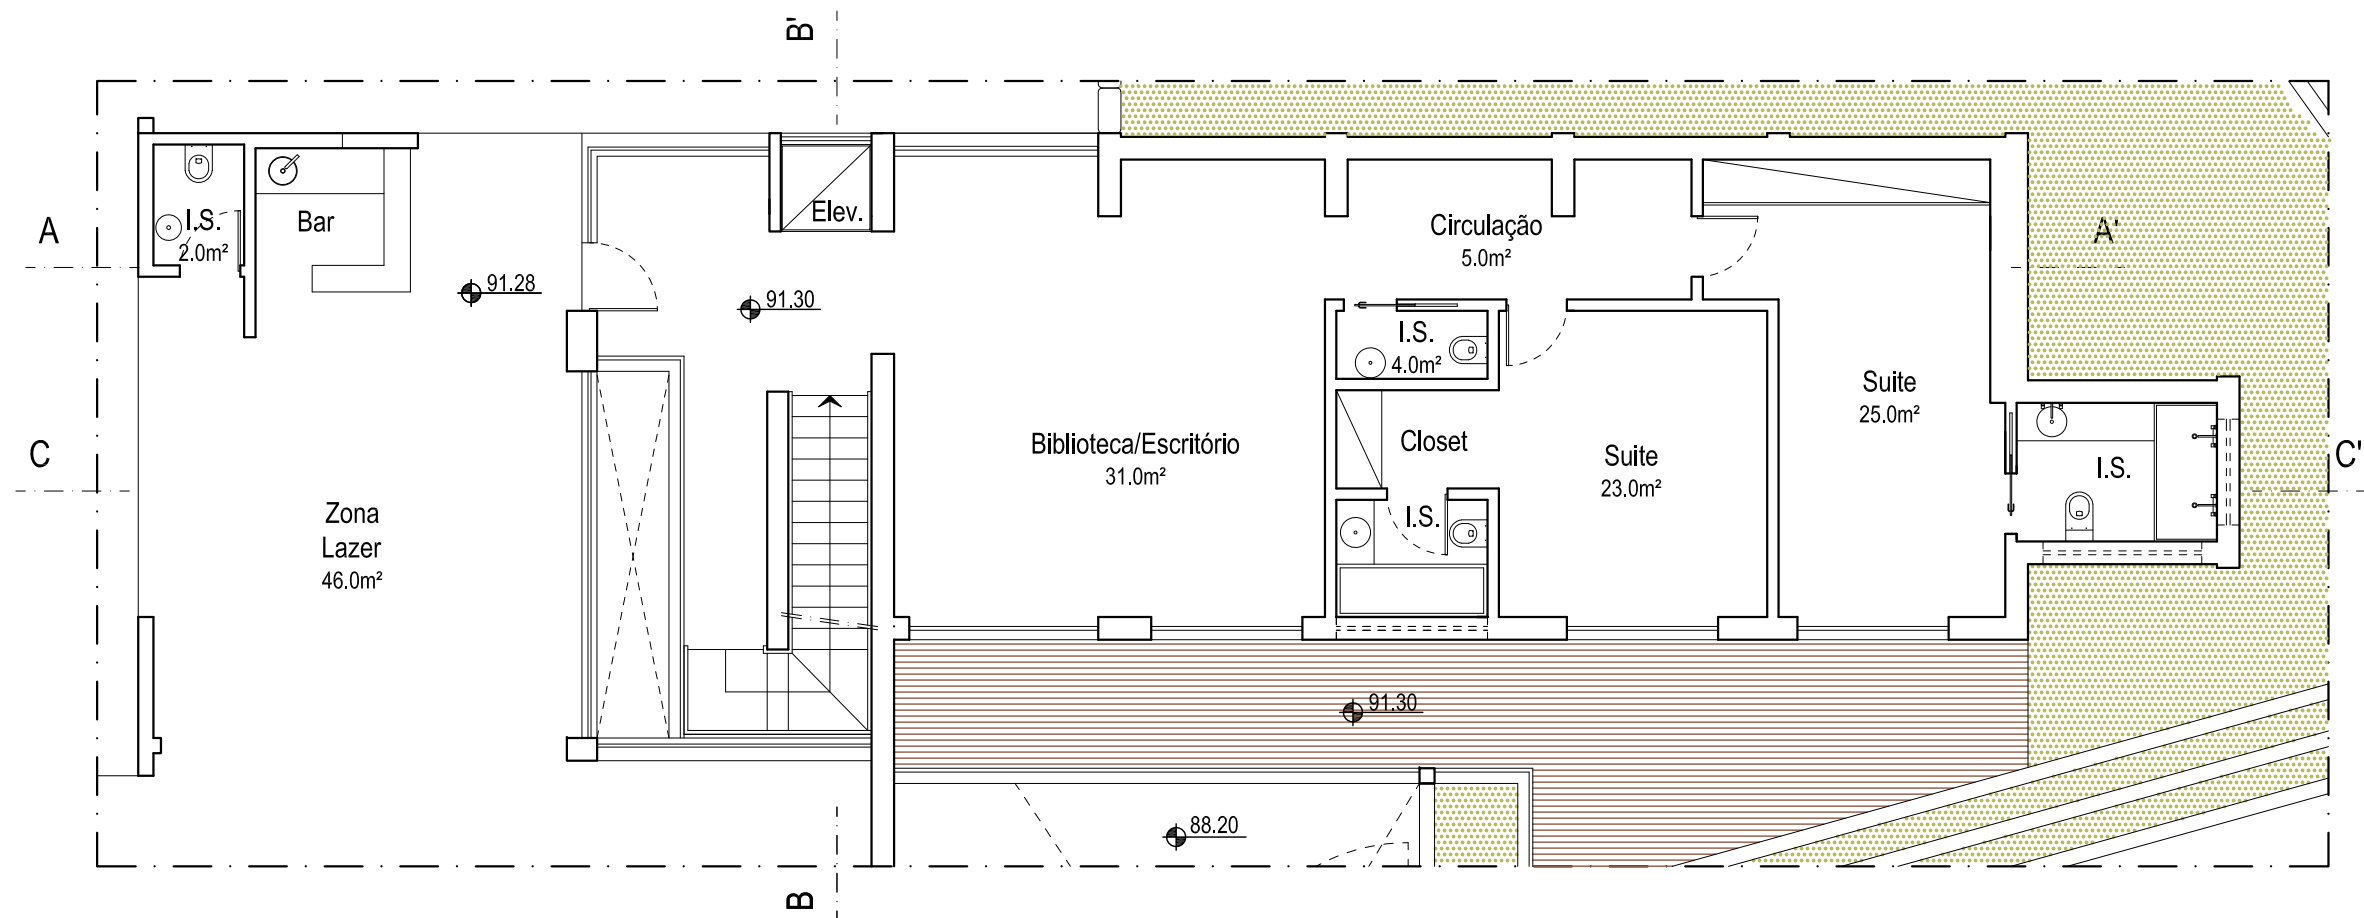 B'
I.S.
2.0m²
Bar
Elev.
A
Circulação
5.0m²
A'
91.28
91.30
I.S.
4.0m²
Suite
25.0m²
C
Biblioteca/Escritório
31.0m²
Closet
Suite
23.0m²
I.S.
C'
Zona
Lazer
46.0m²
I.S.
91.30
88.20
B